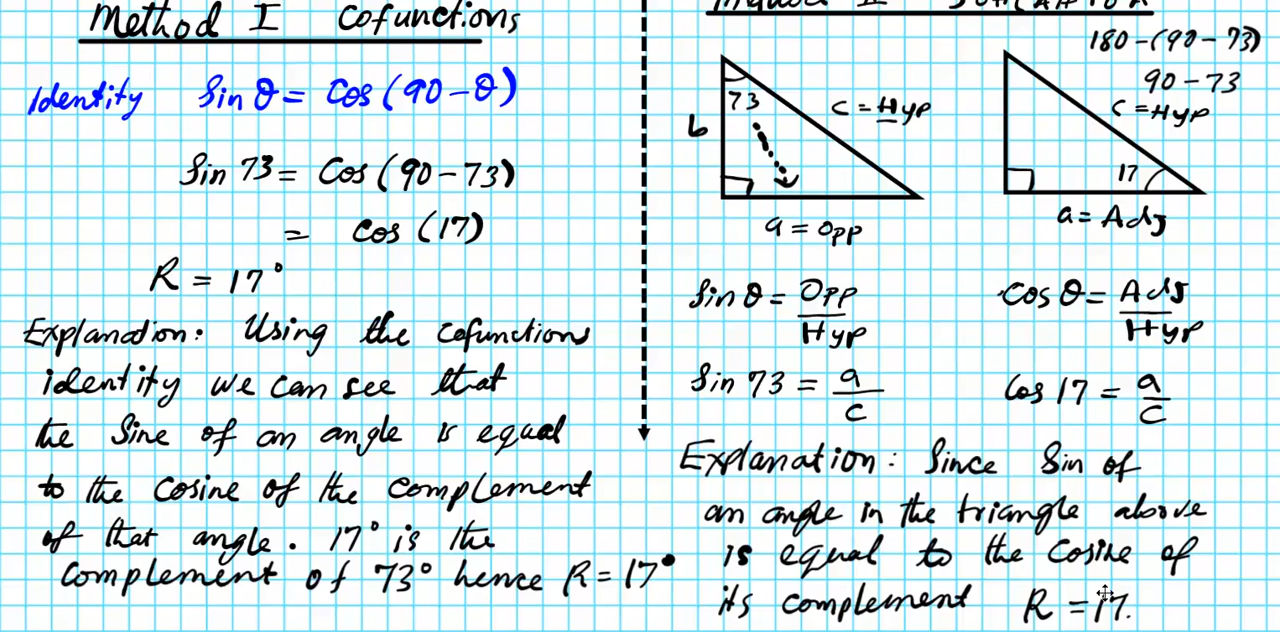 Method I Cofunctions
Identity Sin θ = Cos (90 - θ)
Sin 73 = Cos (90 - 73)
= Cos (17)
R = 17°
Explanation: Using the cofunctions
identity we can see that
the Sine of an angle is equal
to the cosine of the complement
of that angle. 17° is the
complement of 73° hence R = 17°
73
b
c = Hyp
a = Opp
180 - (90 - 73)
90 - 73
c = Hyp
17
a = Adj
Sin θ = Opp
Hyp
Cos θ = Adj
Hyp
Sin 73 = a
c
Cos 17 = a
c
Explanation: Since Sin of
an angle in the triangle above
is equal to the cosine of
its complement R = 17.